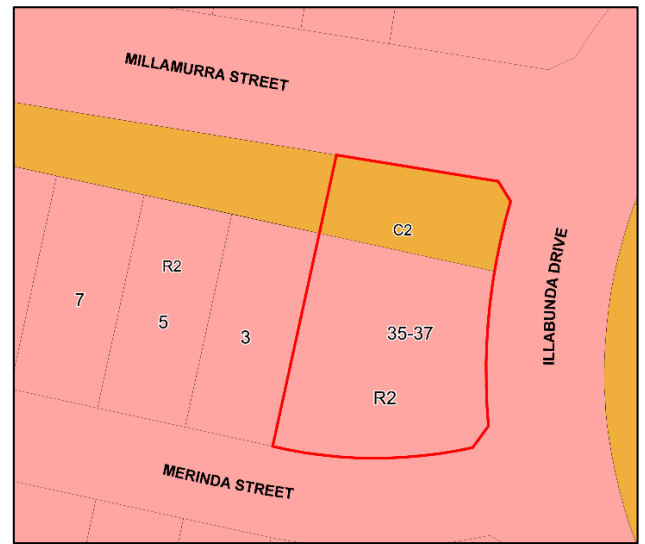 MILLAMURRA STREET
C2
ILLABUNDA DRIVE
R2
7
5
3
35-37
R2
MERINDA STREET